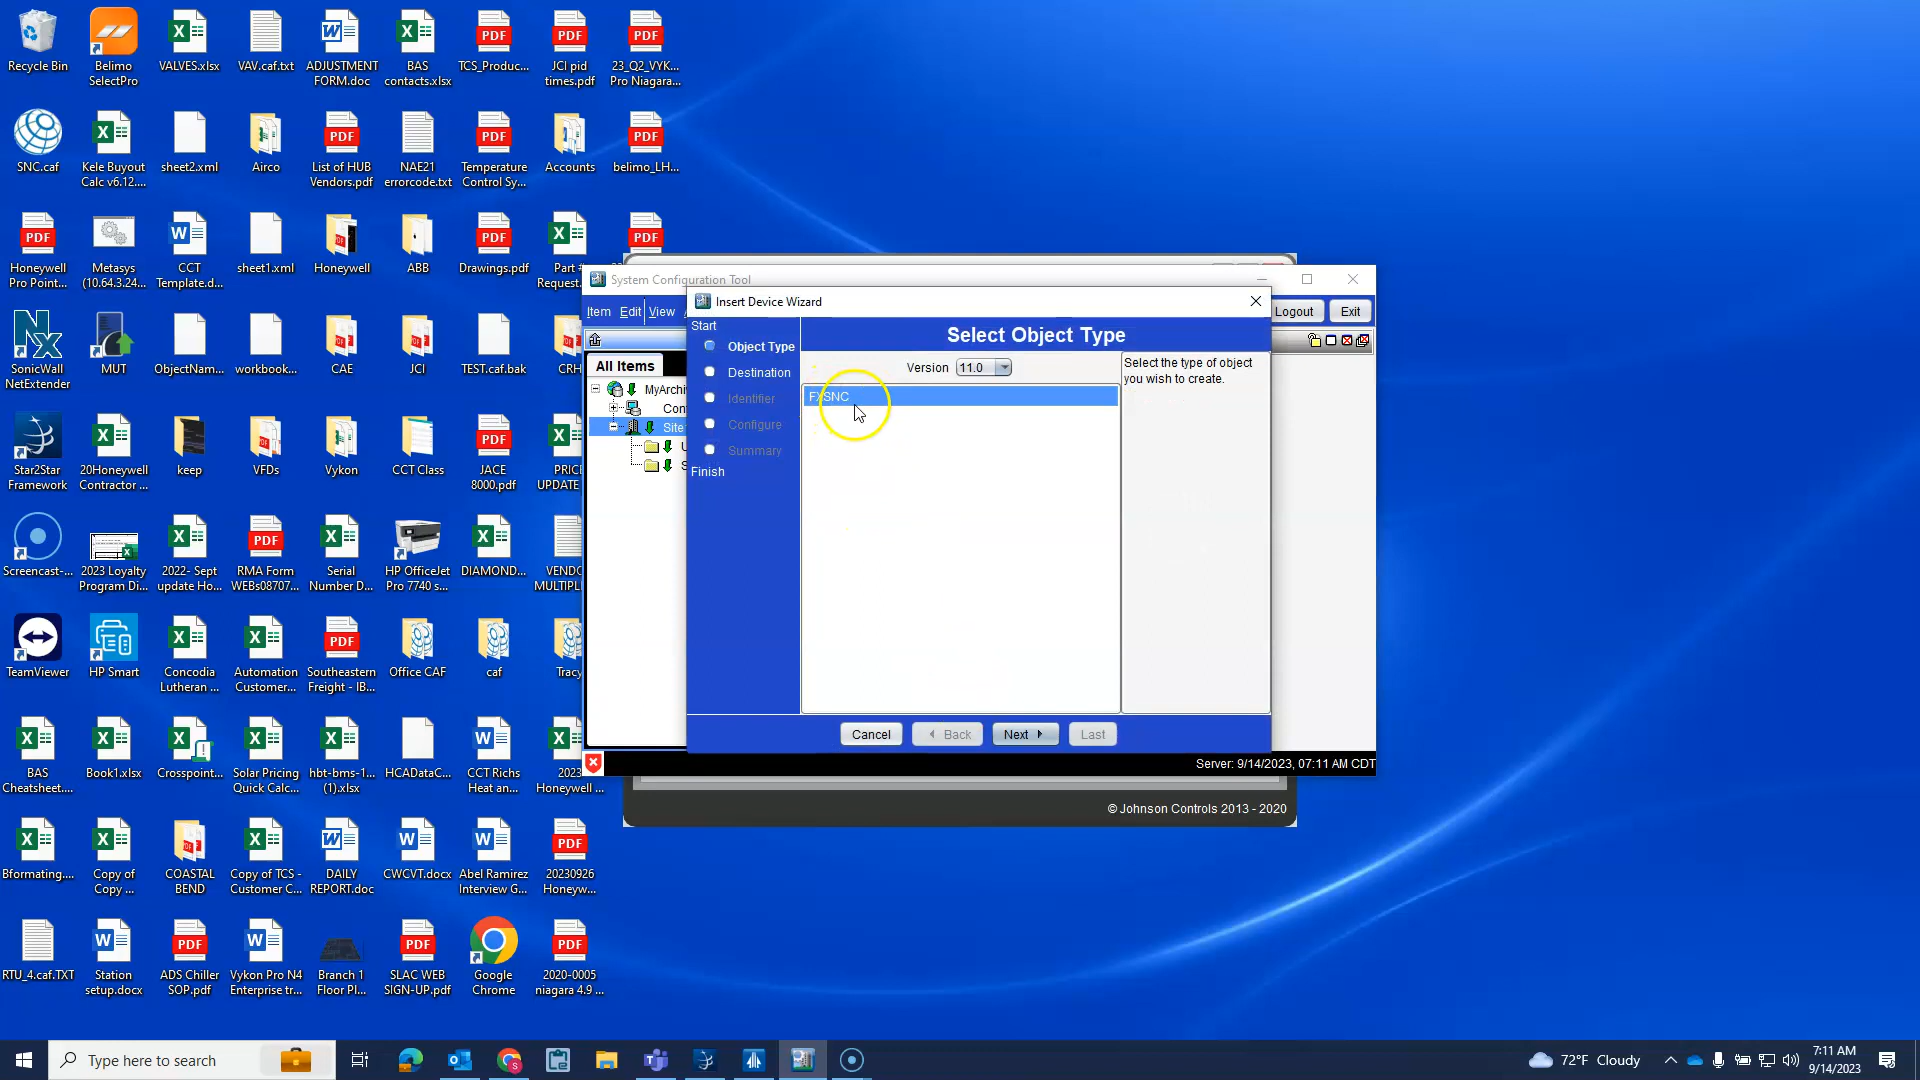 Recycle Bin
Belimo
SelectPro
VALVES.xlsx
VAV.caf.txt
ADJUSTMENT
FORM.doc
BAS
contacts.xlsx
TCS_Produc...
JCI pid
times.pdf
23_Q2_VYK...
Pro Niagara...
SNC.caf
Kele Buyout
Calc v6.12....
sheet2.xml
Airco
List of HUB
Vendors.pdf
NAE21
errorcode.txt
Temperature
Control Sy...
Accounts
belimo_LH...
Honeywell
Pro Point...
Metasys
(10.64.3.24...
CCT
Template.d...
sheet1.xml
Honeywell
ABB
Drawings.pdf
Part #
Request...
SonicWall
NetExtender
MUT
ObjectNam...
workbook...
CAE
JCI
TEST.caf.bak
CRH
Star2Star
Framework
20Honeywell
Contractor ...
keep
VFDs
Vykon
CCT Class
JACE
8000.pdf
PRICE
UPDATE
Screencast-...
2023 Loyalty
Program Di...
2022- Sept
update Ho...
RMA Form
WEBs08707...
Serial
Number D...
HP OfficeJet
Pro 7740 s...
DIAMOND...
VENDO
MULTIPLE
TeamViewer
HP Smart
Concodia
Lutheran ...
Automation
Customer...
Southeastern
Freight - IB...
Office CAF
caf
Tracy
BAS
Cheatsheet....
Book1.xlsx
Crosspoint...
Solar Pricing
Quick Calc...
hbt-bms-1...
(1).xlsx
HCADataC...
CCT Richs
Heat an...
2023
Honeywell ...
Bformating....
Copy of
Copy ...
COASTAL
BEND
Copy of TCS -
Customer C...
DAILY
REPORT.doc
CWCVT.docx
Abel Ramirez
Interview G...
20230926
Honeyw...
RTU_4.caf.TXT
Station
setup.docx
ADS Chiller
SOP.pdf
Vykon Pro N4
Enterprise tr...
Branch 1
Floor Pl...
SLAC WEB
SIGN-UP.pdf
Google
Chrome
2020-0005
niagara 4.9 ...
System Configuration Tool
Item Edit View
Logout Exit
All Items
MyArchi
Con
Site
U
S
Insert Device Wizard
Start
Object Type
Destination
Identifier
Configure
Summary
Finish
Select Object Type
Version 11.0
FXSNC
Select the type of object
you wish to create.
Cancel Back Next Last
Server: 9/14/2023, 07:11 AM CDT
© Johnson Controls 2013 - 2020
Type here to search
72°F Cloudy
7:11 AM
9/14/2023